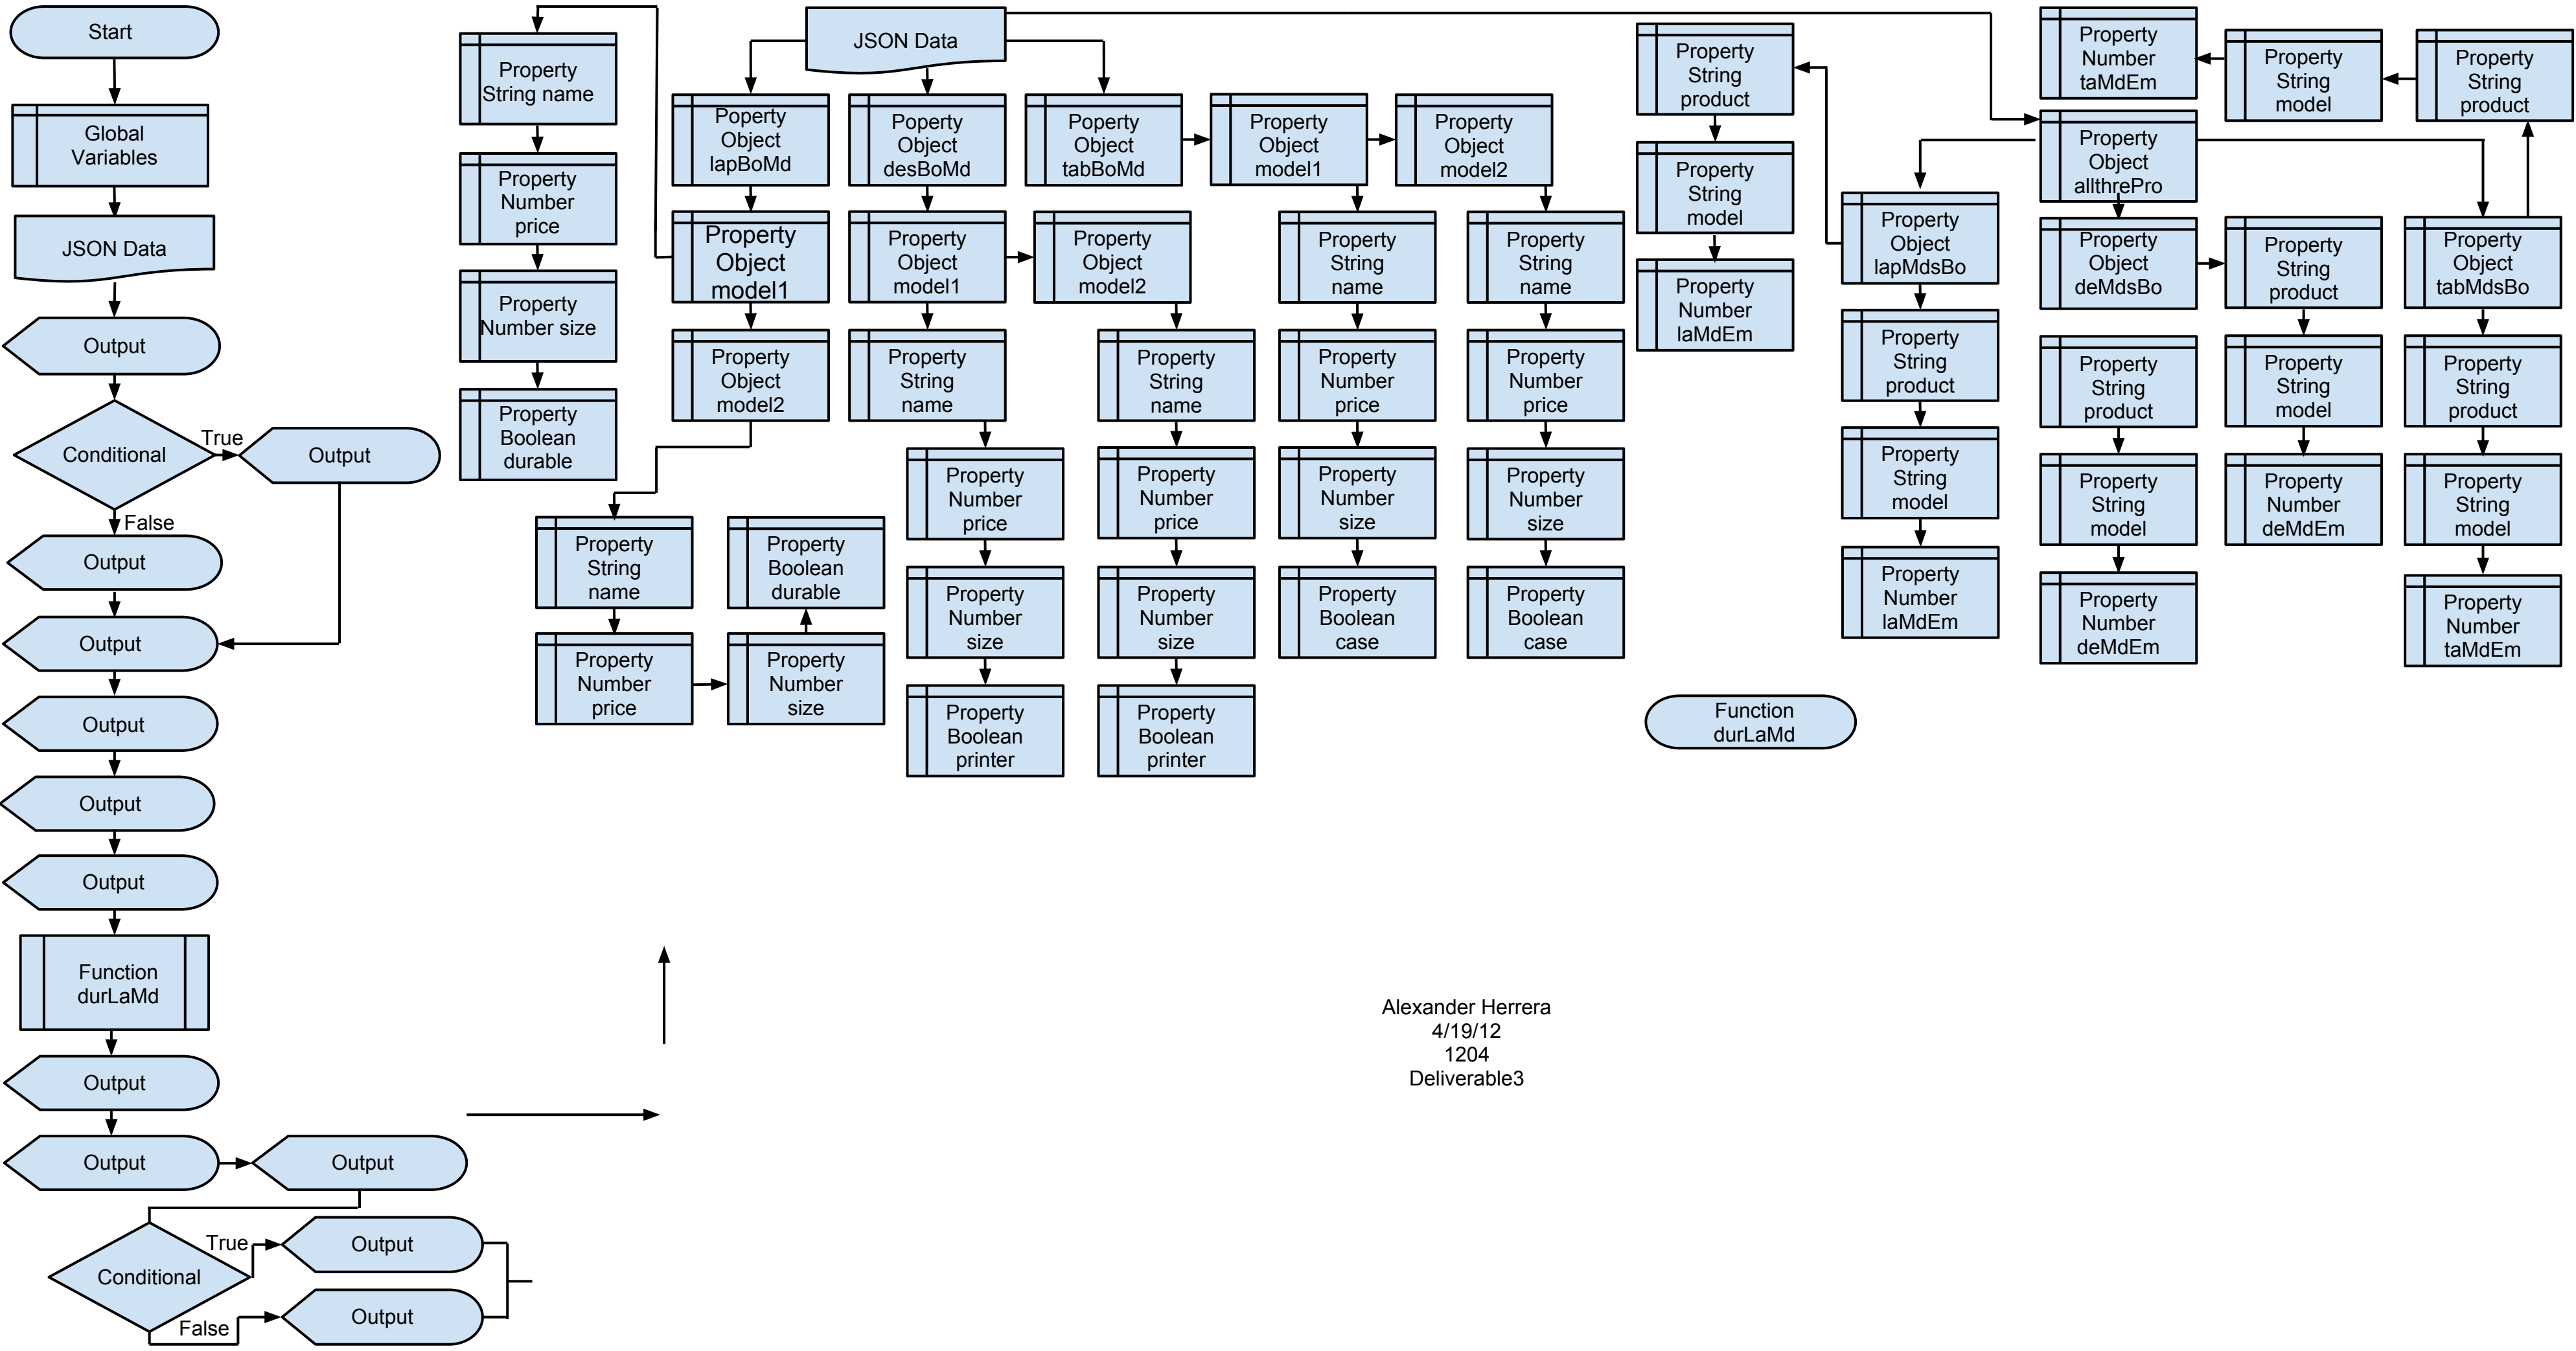 Start
Global
Variables
JSON Data
Output
Conditional
True
Output
False
Output
Output
Output
Output
Output
Function
durLaMd
Output
Output
Output
Conditional
True
Output
False
Output
Property
String name
Property
Number
price
Property
Number size
Property
Boolean
durable
JSON Data
Poperty
Object
lapBoMd
Property
Object
model1
Property
Object
model2
Property
String
name
Property
Number
price
Property
Number
size
Property
Boolean
durable
Poperty
Object
desBoMd
Property
Object
model1
Property
String
name
Property
Number
price
Property
Number
size
Property
Boolean
printer
Property
Object
model2
Property
String
name
Property
Number
price
Property
Number
size
Property
Boolean
printer
Poperty
Object
tabBoMd
Property
Object
model1
Property
String
name
Property
Number
price
Property
Number
size
Property
Boolean
case
Property
Object
model2
Property
String
name
Property
Number
price
Property
Number
size
Property
Boolean
case
Property
String
product
Property
String
model
Property
Number
laMdEm
Property
Object
lapMdsBo
Property
String
product
Property
String
model
Property
Number
laMdEm
Property
Number
taMdEm
Property
String
model
Property
String
product
Property
Object
allthrePro
Property
Object
deMdsBo
Property
String
product
Property
String
model
Property
Number
deMdEm
Property
String
product
Property
String
model
Property
Number
deMdEm
Property
Object
tabMdsBo
Property
String
product
Property
String
model
Property
Number
taMdEm
Function
durLaMd
Alexander Herrera
4/19/12
1204
Deliverable3